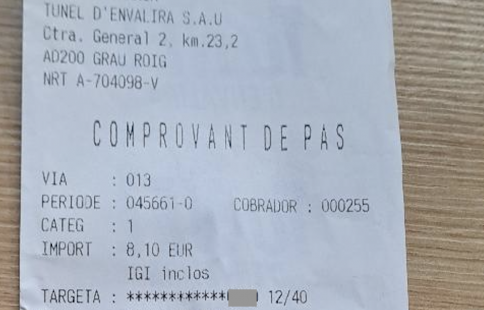 TUNEL D'ENVALIRA S.A.U
Ctra. General 2, km.23,2
AD200 GRAU ROIG
NRT A-704098-V
COMPROVANT DE PAS
VIA : 013
PERIODE : 045661-0 COBRADOR : 000255
CATEG : 1
IMPORT : 8,10 EUR
IGI inclos
TARGETA : ************ 12/40